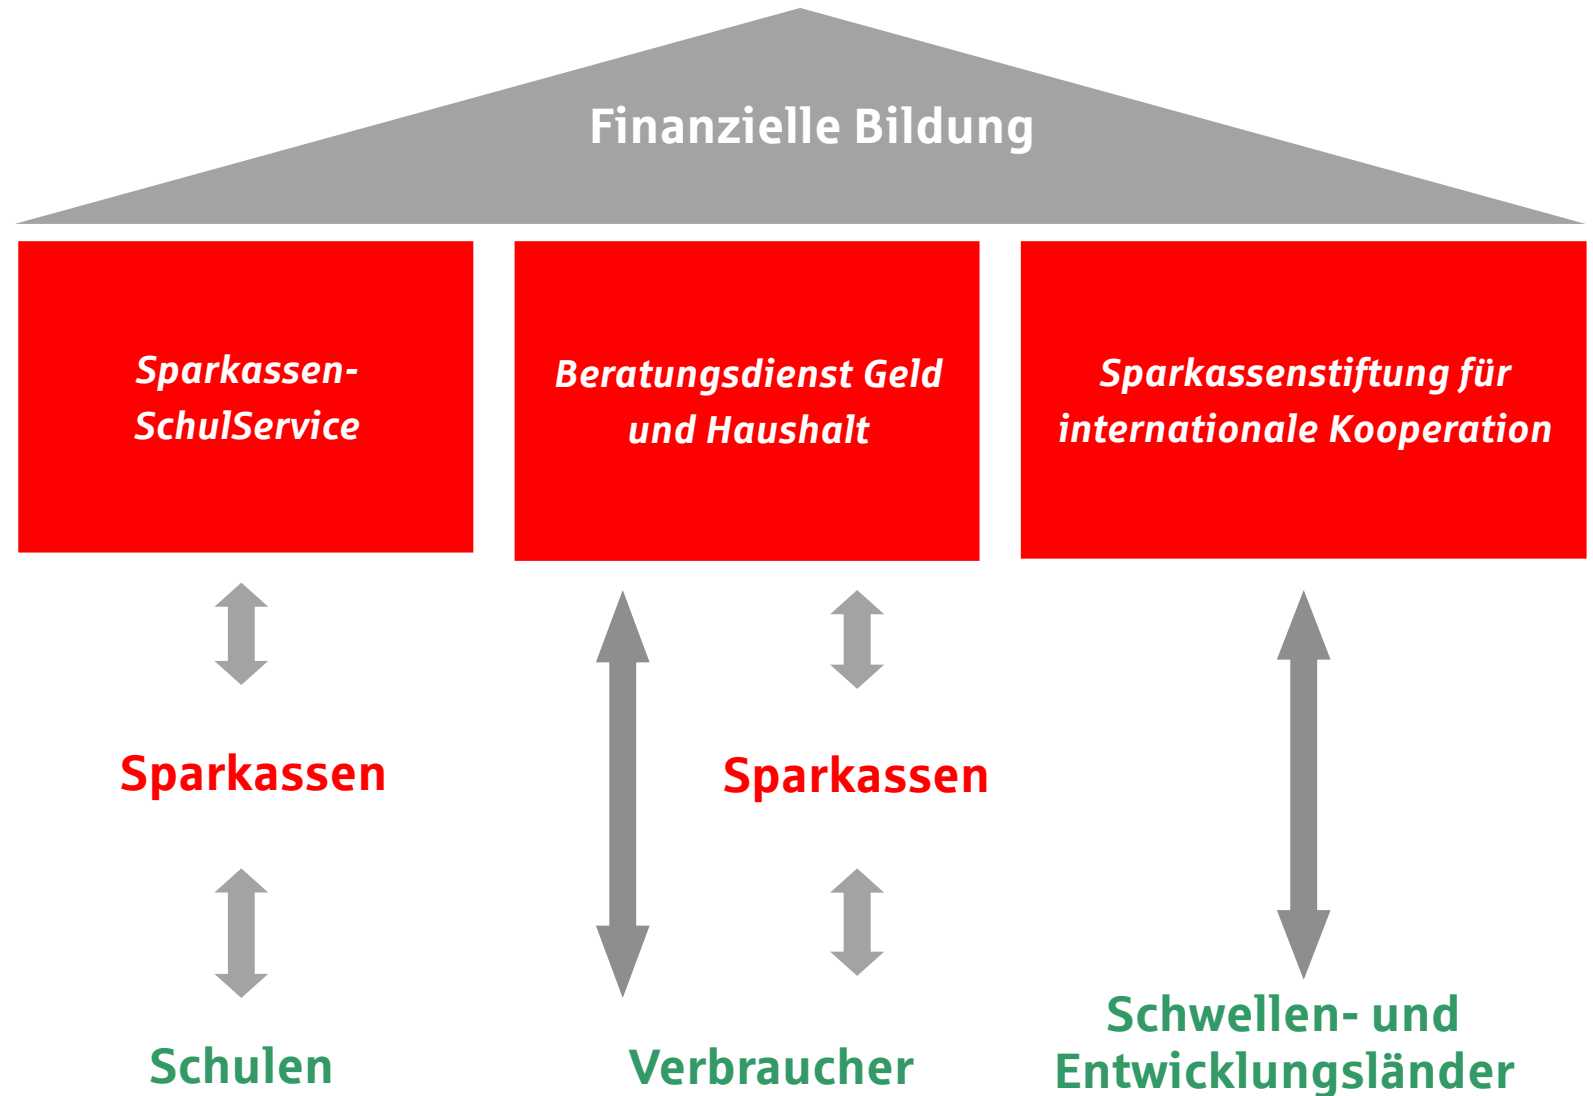 Finanzielle Bildung
Sparkassen-
SchulService
Beratungsdienst Geld
und Haushalt
Sparkassenstiftung für
internationale Kooperation
Sparkassen
Sparkassen
Schulen
Verbraucher
Schwellen- und
Entwicklungsländer